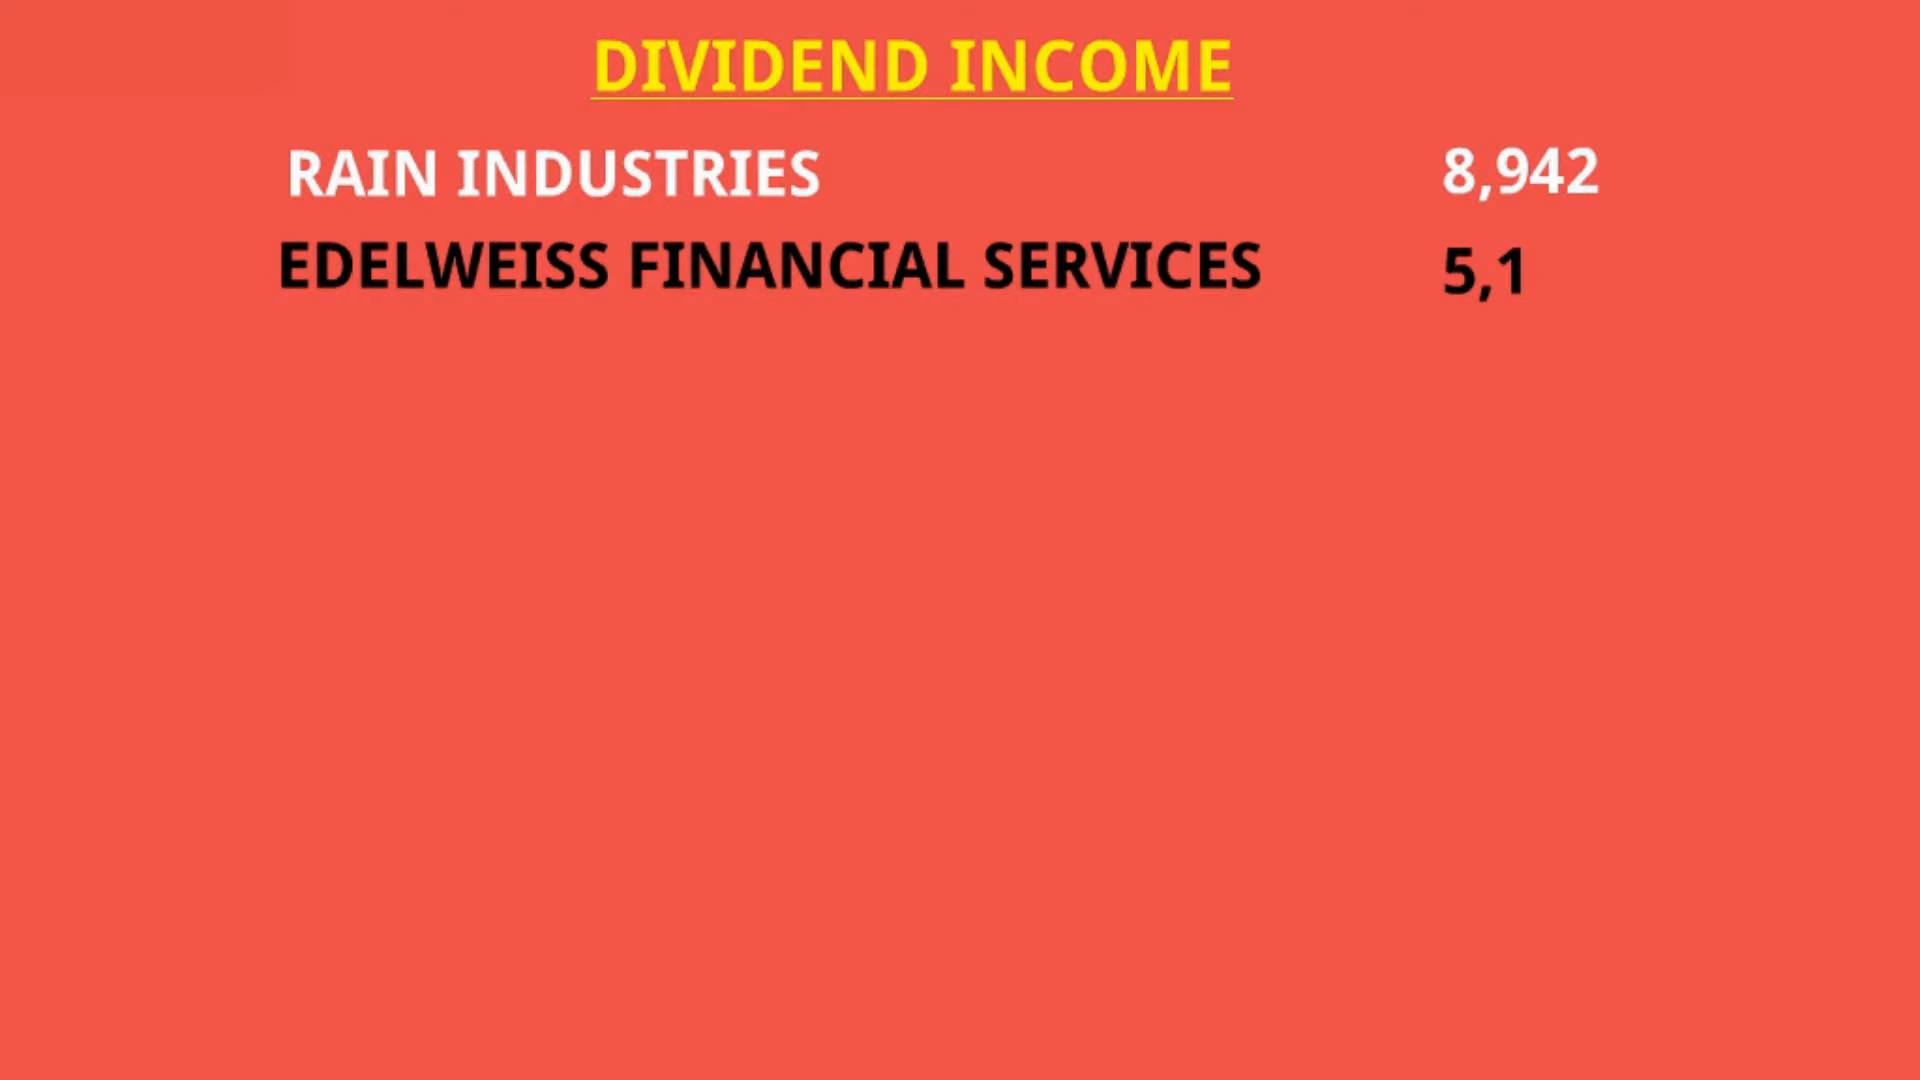 DIVIDEND INCOME
RAIN INDUSTRIES 8,942
EDELWEISS FINANCIAL SERVICES 5,1